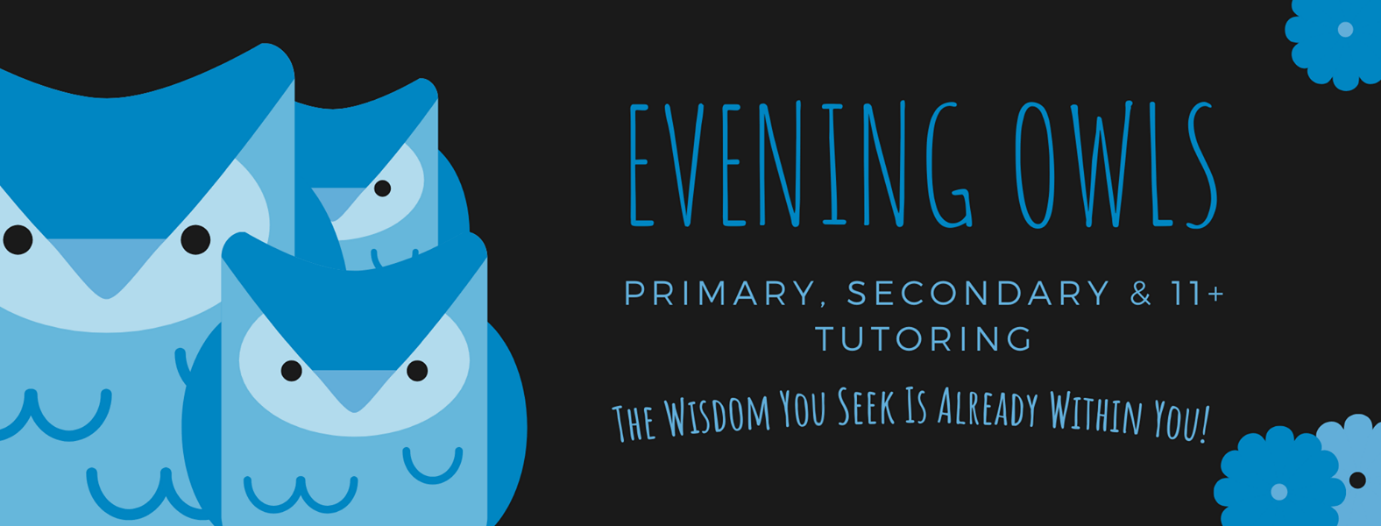 EVENING OWLS
PRIMARY, SECONDARY & 11+
TUTORING
The Wisdom You Seek Is Already Within You!